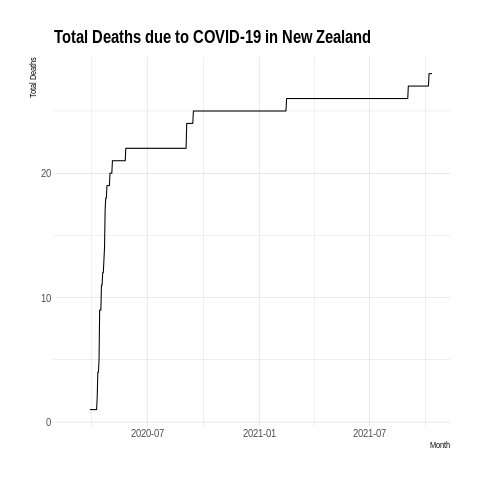 Total Deaths due to COVID-19 in New Zealand
Total Deaths
20
10
0
2020-07 2021-01 2021-07
Month